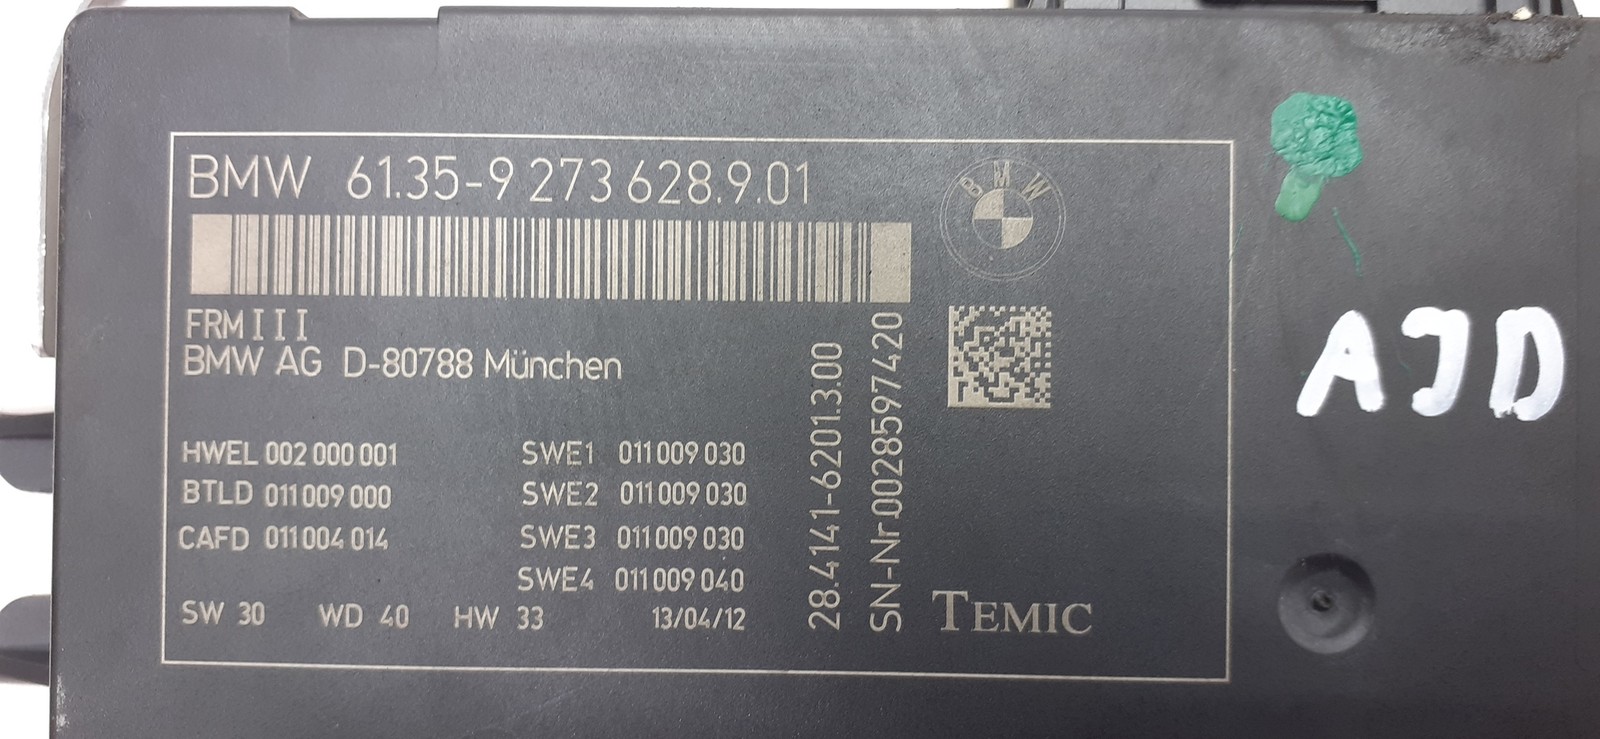 BMW 61.35-9 273 628.9.01
BMW
FRM III
BMW AG D-80788 München
HWEL 002 000 001
BTLD 011 009 000
CAFD 011 004 014
SWE1 011 009 030
SWE2 011 009 030
SWE3 011 009 030
SWE4 011 009 040
SW 30 WD 40 HW 33 13/04/12
28.4141-6201.3.00
SN-Nr.0028597420
TEMIC
AJD